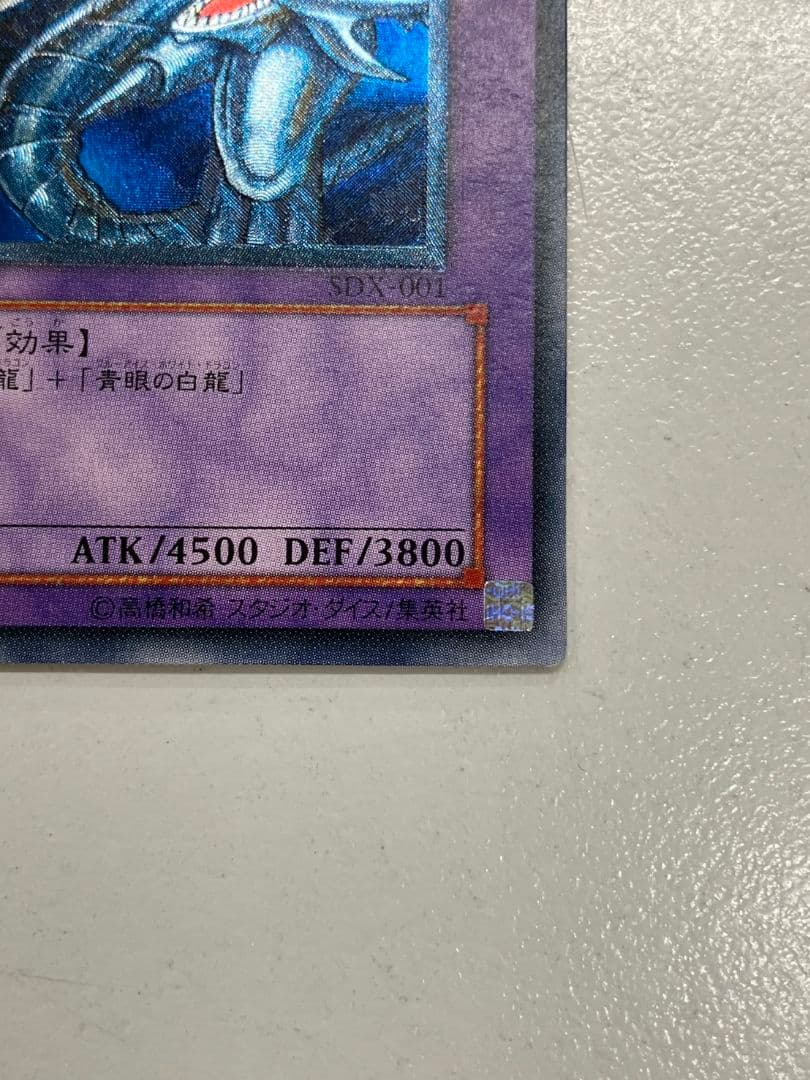 SDX-001
効果】
龍」＋「青眼の白龍」
ATK/4500 DEF/3800
©高橋和希 スタジオ・ダイス/集英社